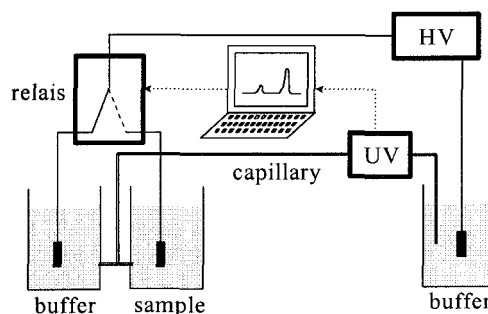 HV
relais
UV
capillary
buffer
sample
buffer